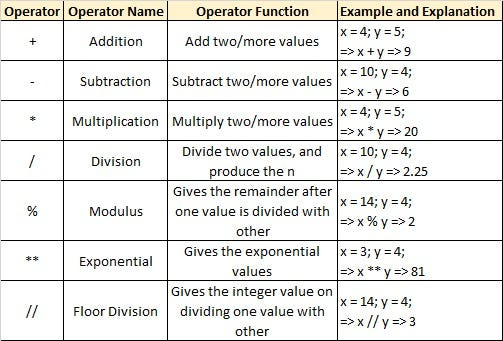 Operator Operator Name Operator Function Example and Explanation
+ Addition Add two/more values x = 4; y = 5;
=> x + y => 9
- Subtraction Subtract two/more values x = 10; y = 4;
=> x - y => 6
* Multiplication Multiply two/more values x = 4; y = 5;
=> x * y => 20
/ Division Divide two values, and
produce the n
x = 10; y = 4;
=> x / y => 2.25
% Modulus Gives the remainder after
one value is divided with
other
x = 14; y = 4;
=> x % y => 2
** Exponential Gives the exponential
values
x = 3; y = 4;
=> x ** y => 81
// Floor Division Gives the integer value on
dividing one value with
other
x = 14; y = 4;
=> x // y => 3